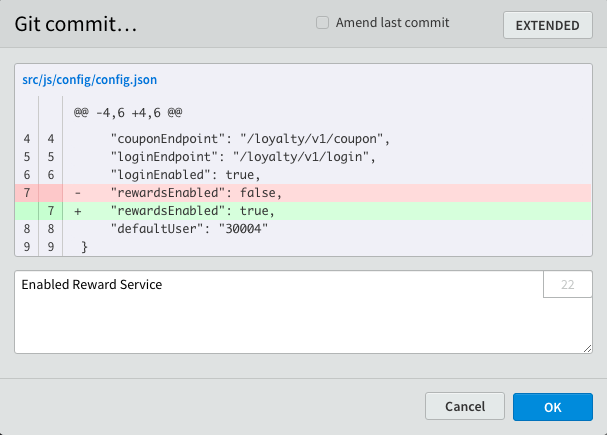 Git commit...
Amend last commit
EXTENDED
src/js/config/config.json
@@ -4,6 +4,6 @@
4 4 "couponEndpoint": "/loyalty/v1/coupon",
5 5 "loginEndpoint": "/loyalty/v1/login",
6 6 "loginEnabled": true,
7 - "rewardsEnabled": false,
7 + "rewardsEnabled": true,
8 8 "defaultUser": "30004"
9 9 }
Enabled Reward Service
22
Cancel
OK